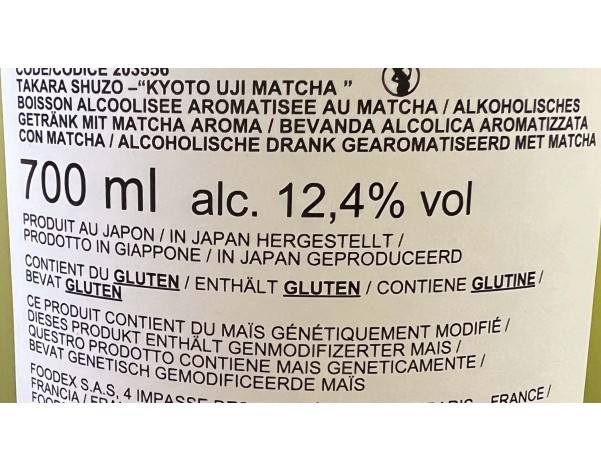 CODE/CODICE 203556
TAKARA SHUZO –“KYOTO UJI MATCHA ”
BOISSON ALCOOLISEE AROMATISEE AU MATCHA / ALKOHOLISCHES
GETRÄNK MIT MATCHA AROMA / BEVANDA ALCOLICA AROMATIZZATA
CON MATCHA / ALCOHOLISCHE DRANK GEAROMATISEERD MET MATCHA
700 ml alc. 12,4% vol
PRODUIT AU JAPON / IN JAPAN HERGESTELLT /
PRODOTTO IN GIAPPONE / IN JAPAN GEPRODUCEERD
CONTIENT DU GLUTEN / ENTHÄLT GLUTEN / CONTIENE GLUTINE /
BEVAT GLUTEN
CE PRODUIT CONTIENT DU MAÏS GÉNÉTIQUEMENT MODIFIÉ /
DIESES PRODUKT ENTHÄLT GENMODIFIZERTER MAIS /
QUESTRO PRODOTTO CONTIENE MAIS GENETICAMENTE /
BEVAT GENETISCH GEMODIFICEERDE MAÏS
FOODEX S.A.S, 4 IMPASSE FRANCE /
FRANCIA /